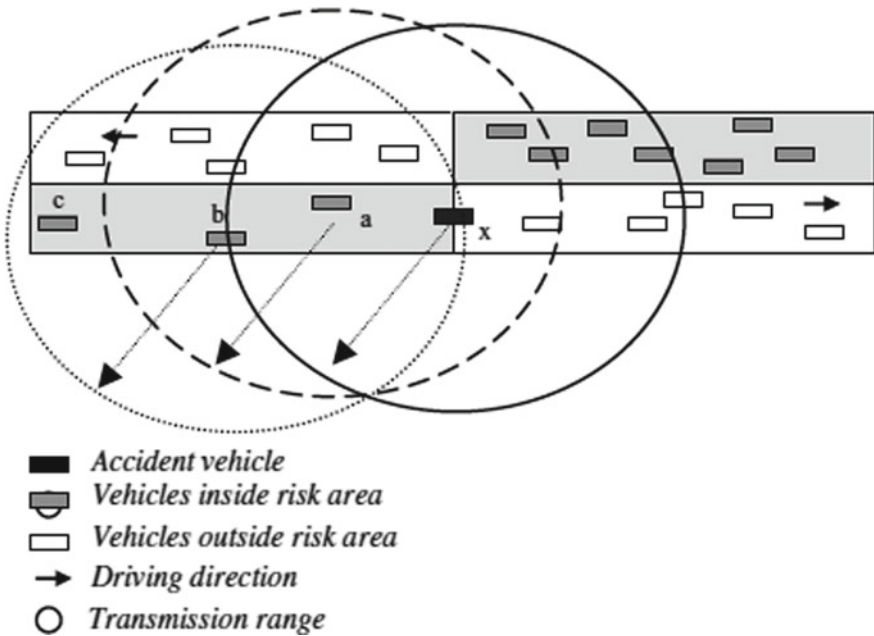 c
b
a
x
Accident vehicle
Vehicles inside risk area
Vehicles outside risk area
Driving direction
Transmission range